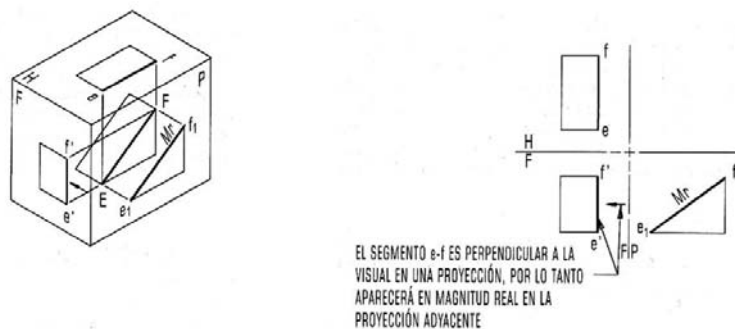 H
F
P
e
f
F
f'
f₁
Mr
E
e'
e₁
f
e
H
F
f'
f
Mr
e'
e₁
F|P
EL SEGMENTO e-f ES PERPENDICULAR A LA
VISUAL EN UNA PROYECCIÓN, POR LO TANTO
APARECERÁ EN MAGNITUD REAL EN LA
PROYECCIÓN ADYACENTE